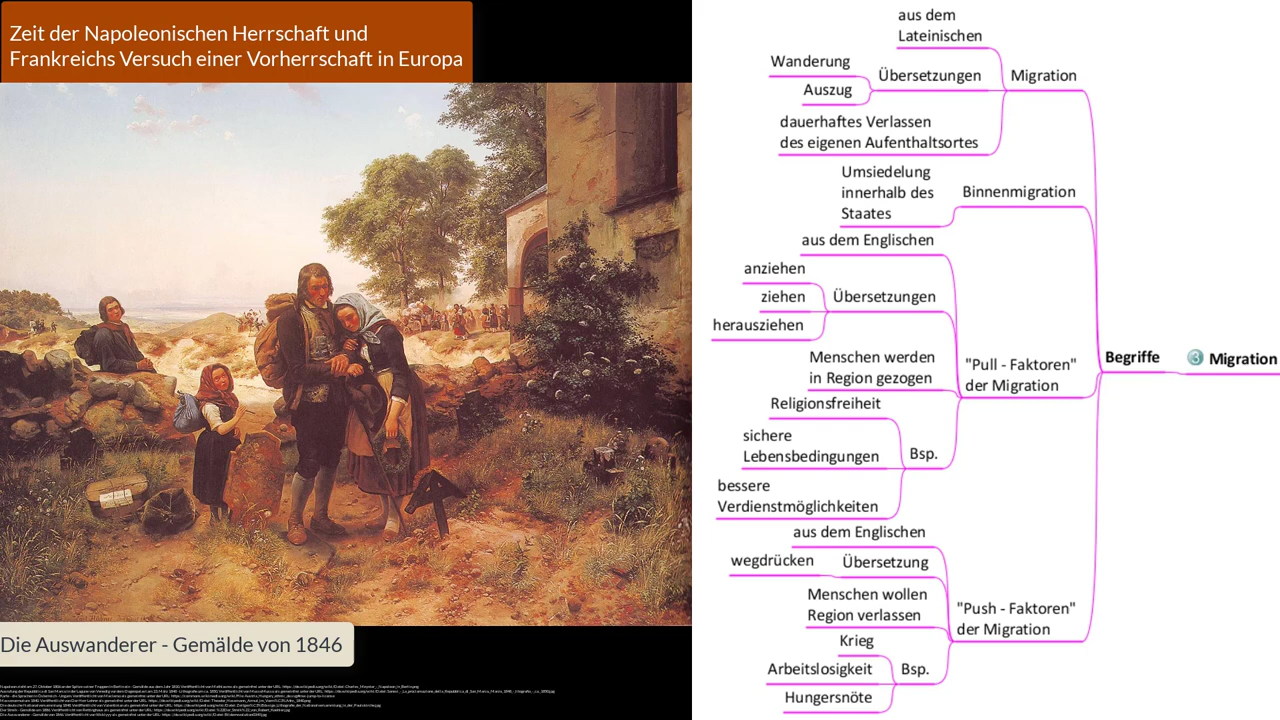 Zeit der Napoleonischen Herrschaft und
Frankreichs Versuch einer Vorherrschaft in Europa
Die Auswanderer - Gemälde von 1846
aus dem
Lateinischen
Wanderung
Übersetzungen
Migration
Auszug
dauerhaftes Verlassen
des eigenen Aufenthaltsortes
Umsiedelung
innerhalb des
Staates
Binnenmigration
aus dem Englischen
anziehen
ziehen
Übersetzungen
herausziehen
Menschen werden
in Region gezogen
"Pull - Faktoren"
der Migration
Begriffe
3 Migration
Religionsfreiheit
sichere
Lebensbedingungen
Bsp.
bessere
Verdienstmöglichkeiten
aus dem Englischen
wegdrücken
Übersetzung
Menschen wollen
Region verlassen
"Push - Faktoren"
der Migration
Krieg
Arbeitslosigkeit
Bsp.
Hungersnöte